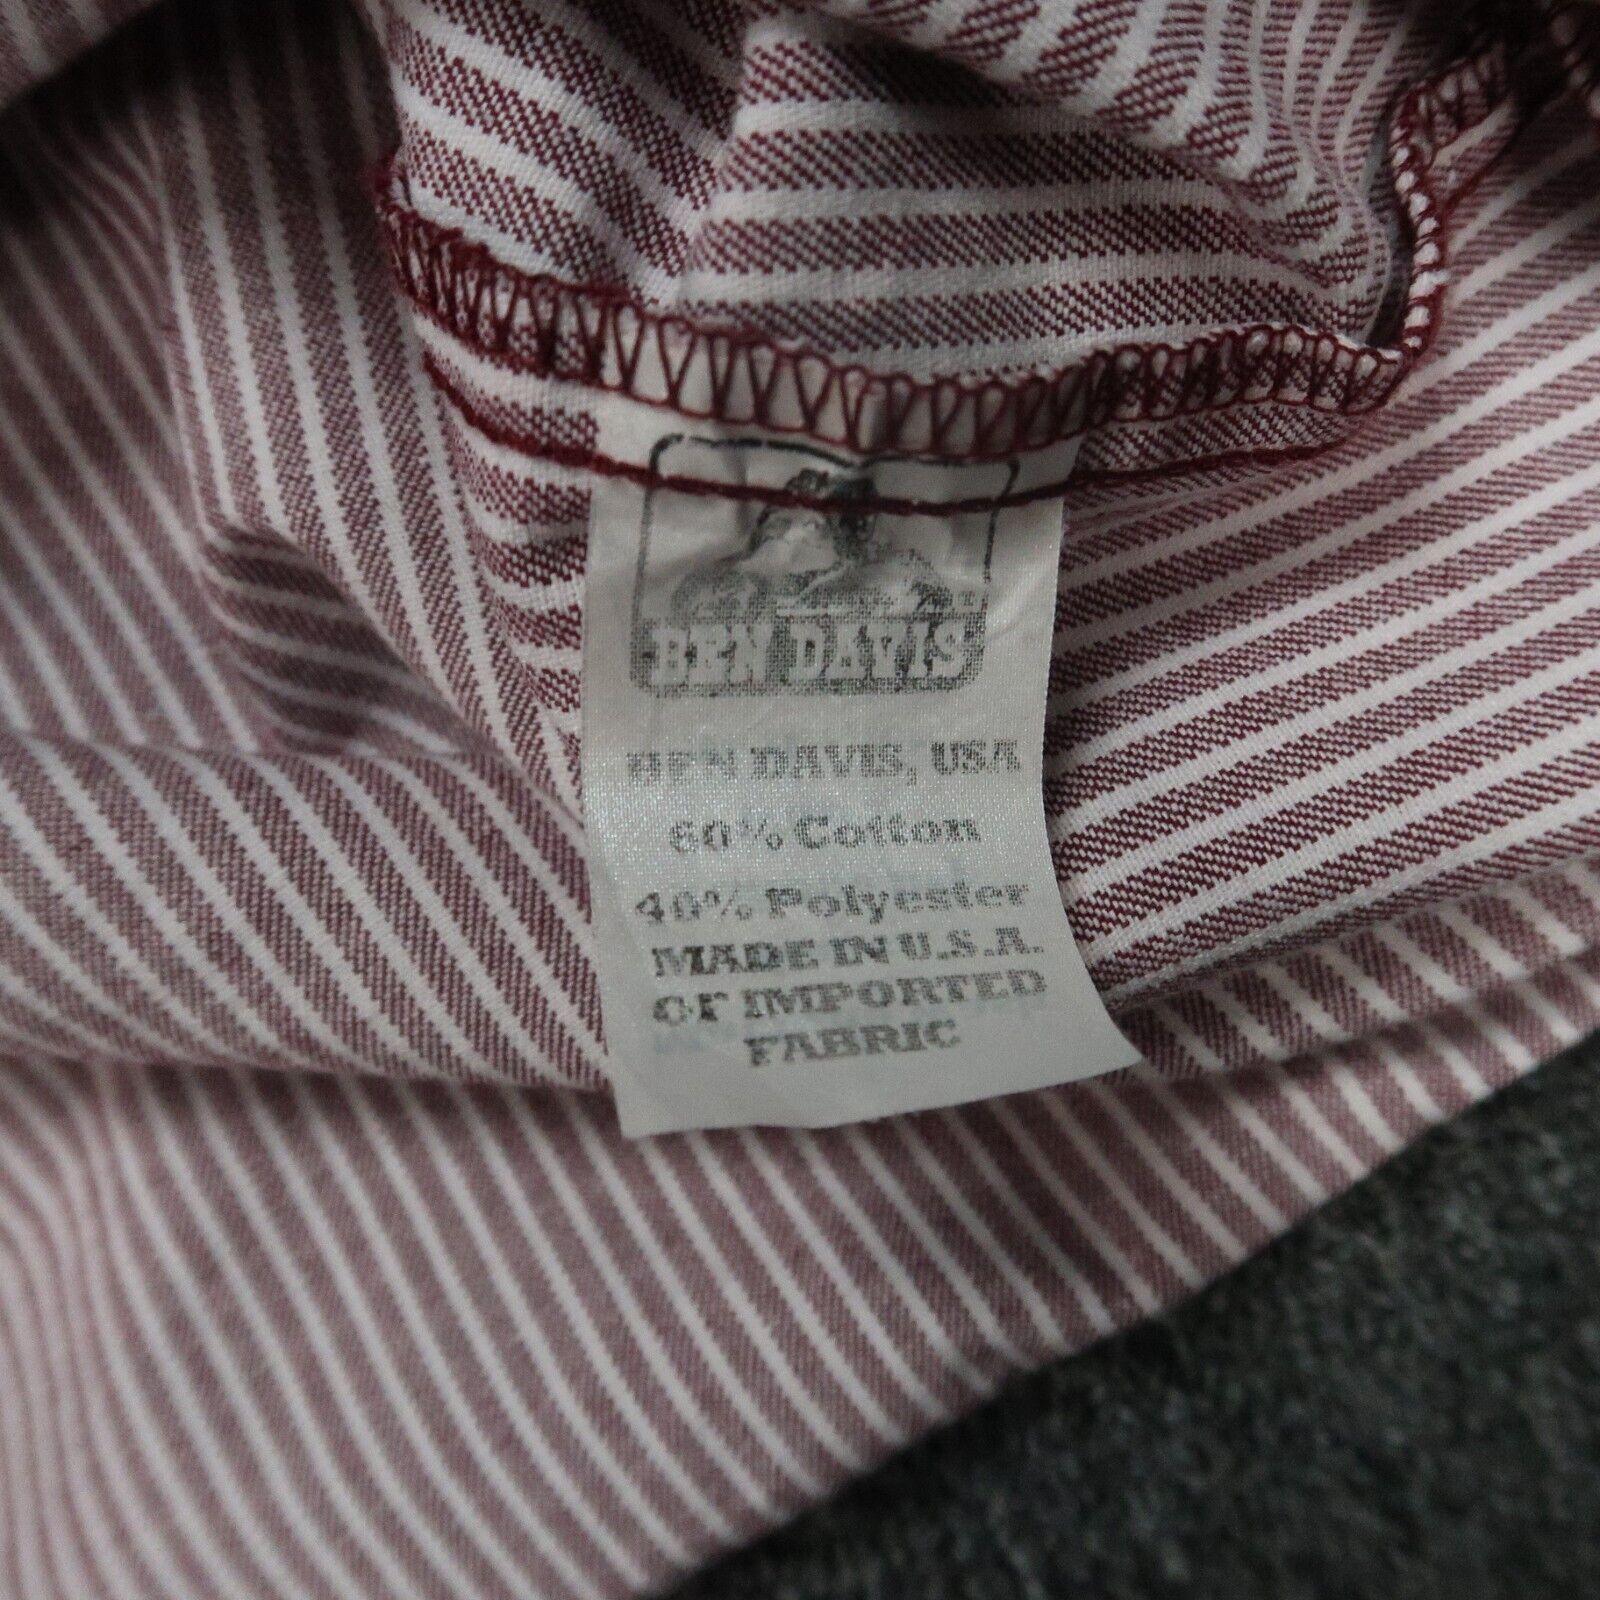 BEN DAVIS
BEN DAVIS, USA
60% Cotton
40% Polyester
MADE IN U.S.A.
OF IMPORTED
FABRIC